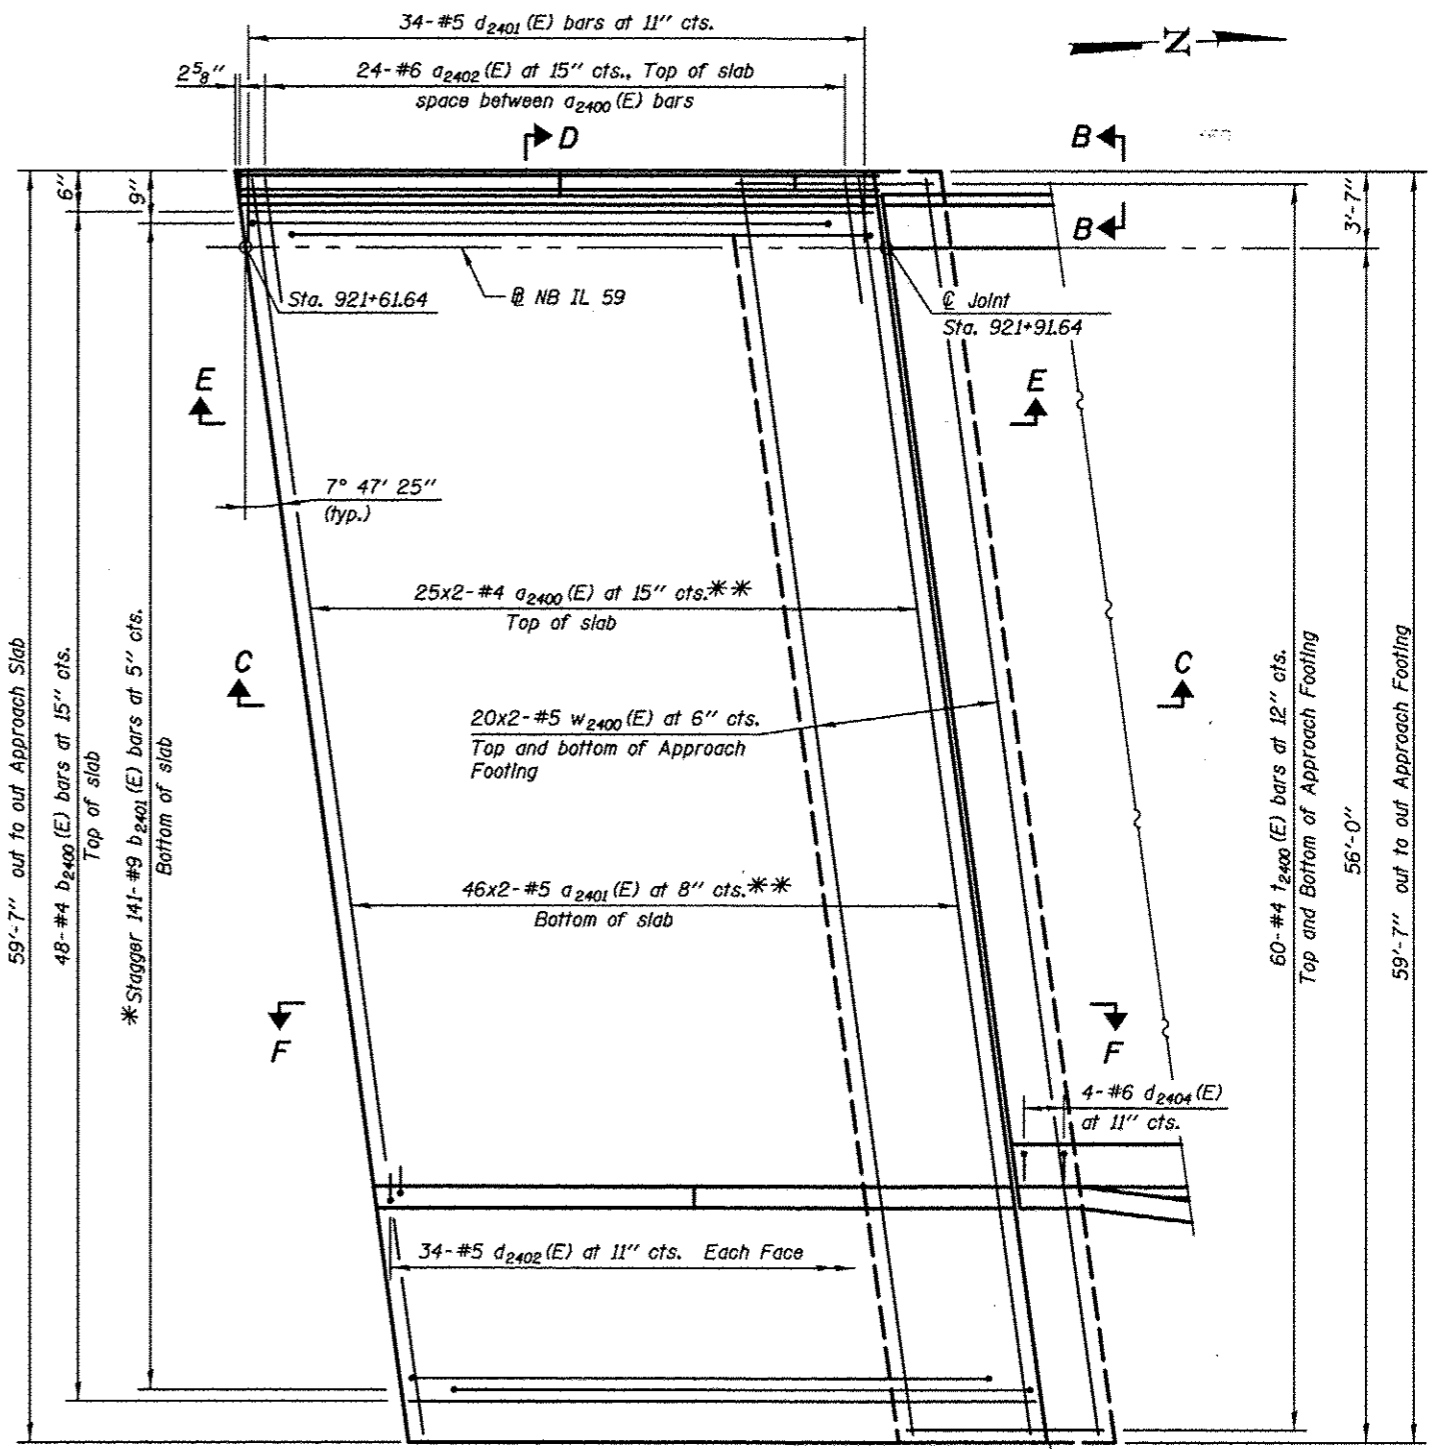 34-#5 d2401 (E) bars at 11" cts.
N
2⅝"
24-#6 a2402 (E) at 15" cts., Top of slab
space between a2400 (E) bars
D
B
6"
9"
3'-7"
B
Sta. 921+61.64
ⴲ NB IL 59
℄ Joint
Sta. 921+91.64
E
E
7° 47' 25"
(typ.)
25x2-#4 a2400 (E) at 15" cts.**
Top of slab
C
C
20x2-#5 w2400 (E) at 6" cts.
Top and bottom of Approach
Footing
59'-7" out to out Approach Slab
48-#4 b2400 (E) bars at 15" cts.
Top of slab
*Stagger 141-#9 b2401 (E) bars at 5" cts.
Bottom of slab
60-#4 t2400 (E) bars at 12" cts.
Top and Bottom of Approach Footing
56'-0"
59'-7" out to out Approach Footing
46x2-#5 a2401 (E) at 8" cts.**
Bottom of slab
F
F
4-#6 d2404 (E)
at 11" cts.
34-#5 d2402 (E) at 11" cts. Each Face